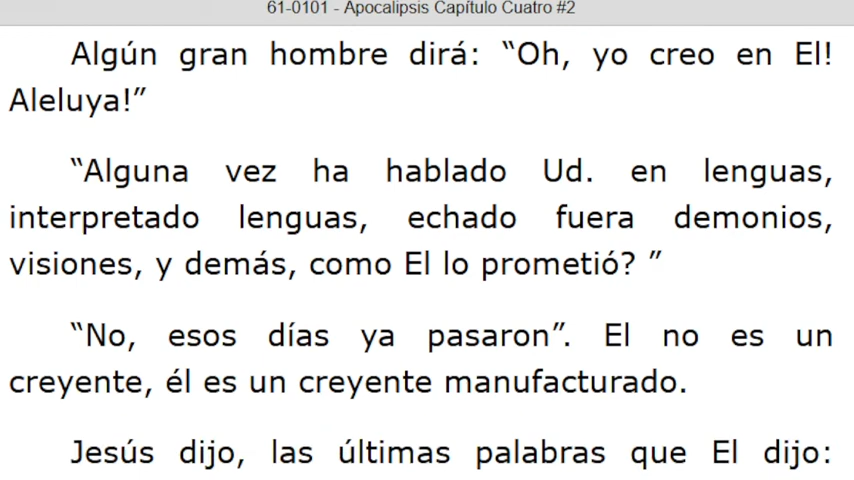 61-0101 - Apocalipsis Capítulo Cuatro #2
Algún gran hombre dirá: “Oh, yo creo en El!
Aleluya!”
“Alguna vez ha hablado Ud. en lenguas,
interpretado lenguas, echado fuera demonios,
visiones, y demás, como El lo prometió? ”
“No, esos días ya pasaron”. El no es un
creyente, él es un creyente manufacturado.
Jesús dijo, las últimas palabras que El dijo: